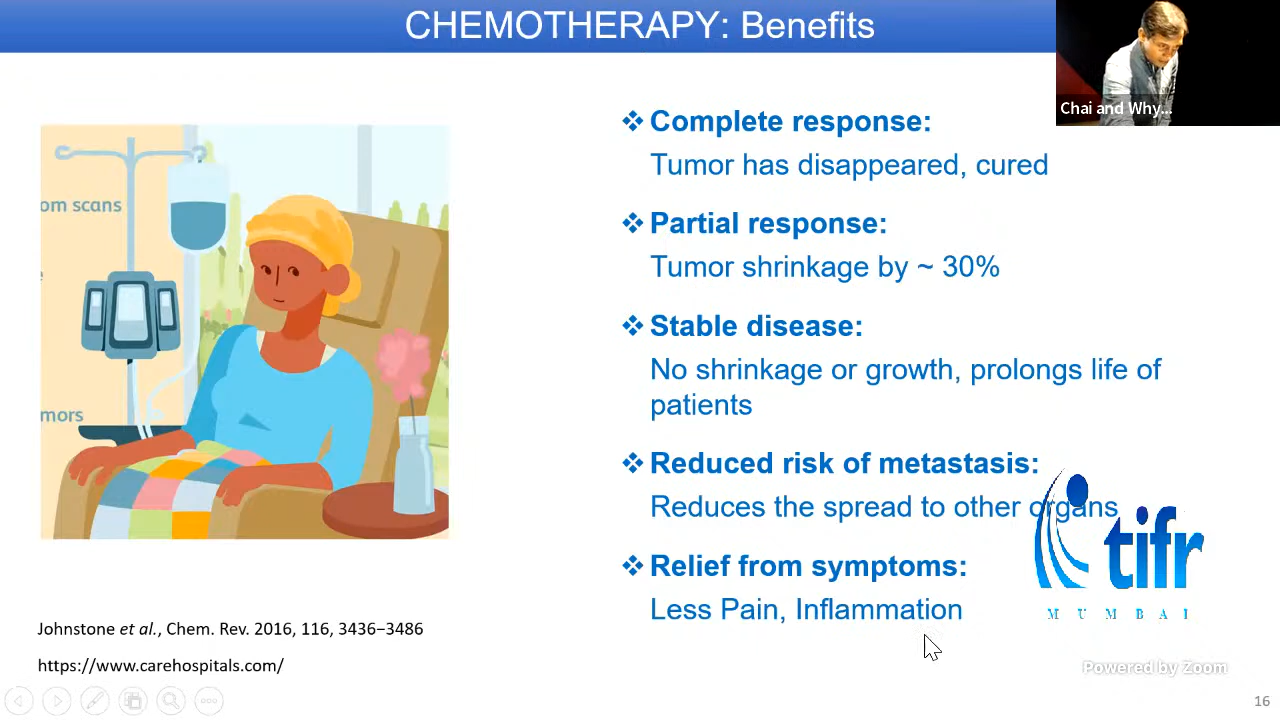 CHEMOTHERAPY: Benefits
Chai and Why...
om scans
mors
❖ Complete response:
Tumor has disappeared, cured
❖ Partial response:
Tumor shrinkage by ~ 30%
❖ Stable disease:
No shrinkage or growth, prolongs life of
patients
❖ Reduced risk of metastasis:
Reduces the spread to other organs
❖ Relief from symptoms:
Less Pain, Inflammation
tifr
MUMBAI
Johnstone et al., Chem. Rev. 2016, 116, 3436−3486
https://www.carehospitals.com/
Powered by Zoom
16